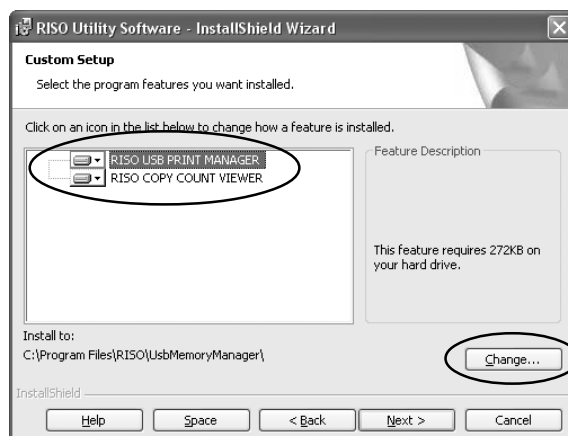 RISO Utility Software - InstallShield Wizard
Custom Setup
Select the program features you want installed.
Click on an icon in the list below to change how a feature is installed.
RISO USB PRINT MANAGER
RISO COPY COUNT VIEWER
Feature Description
This feature requires 272KB on
your hard drive.
Install to:
C:\Program Files\RISO\UsbMemoryManager\
Change...
InstallShield
Help
Space
< Back
Next >
Cancel